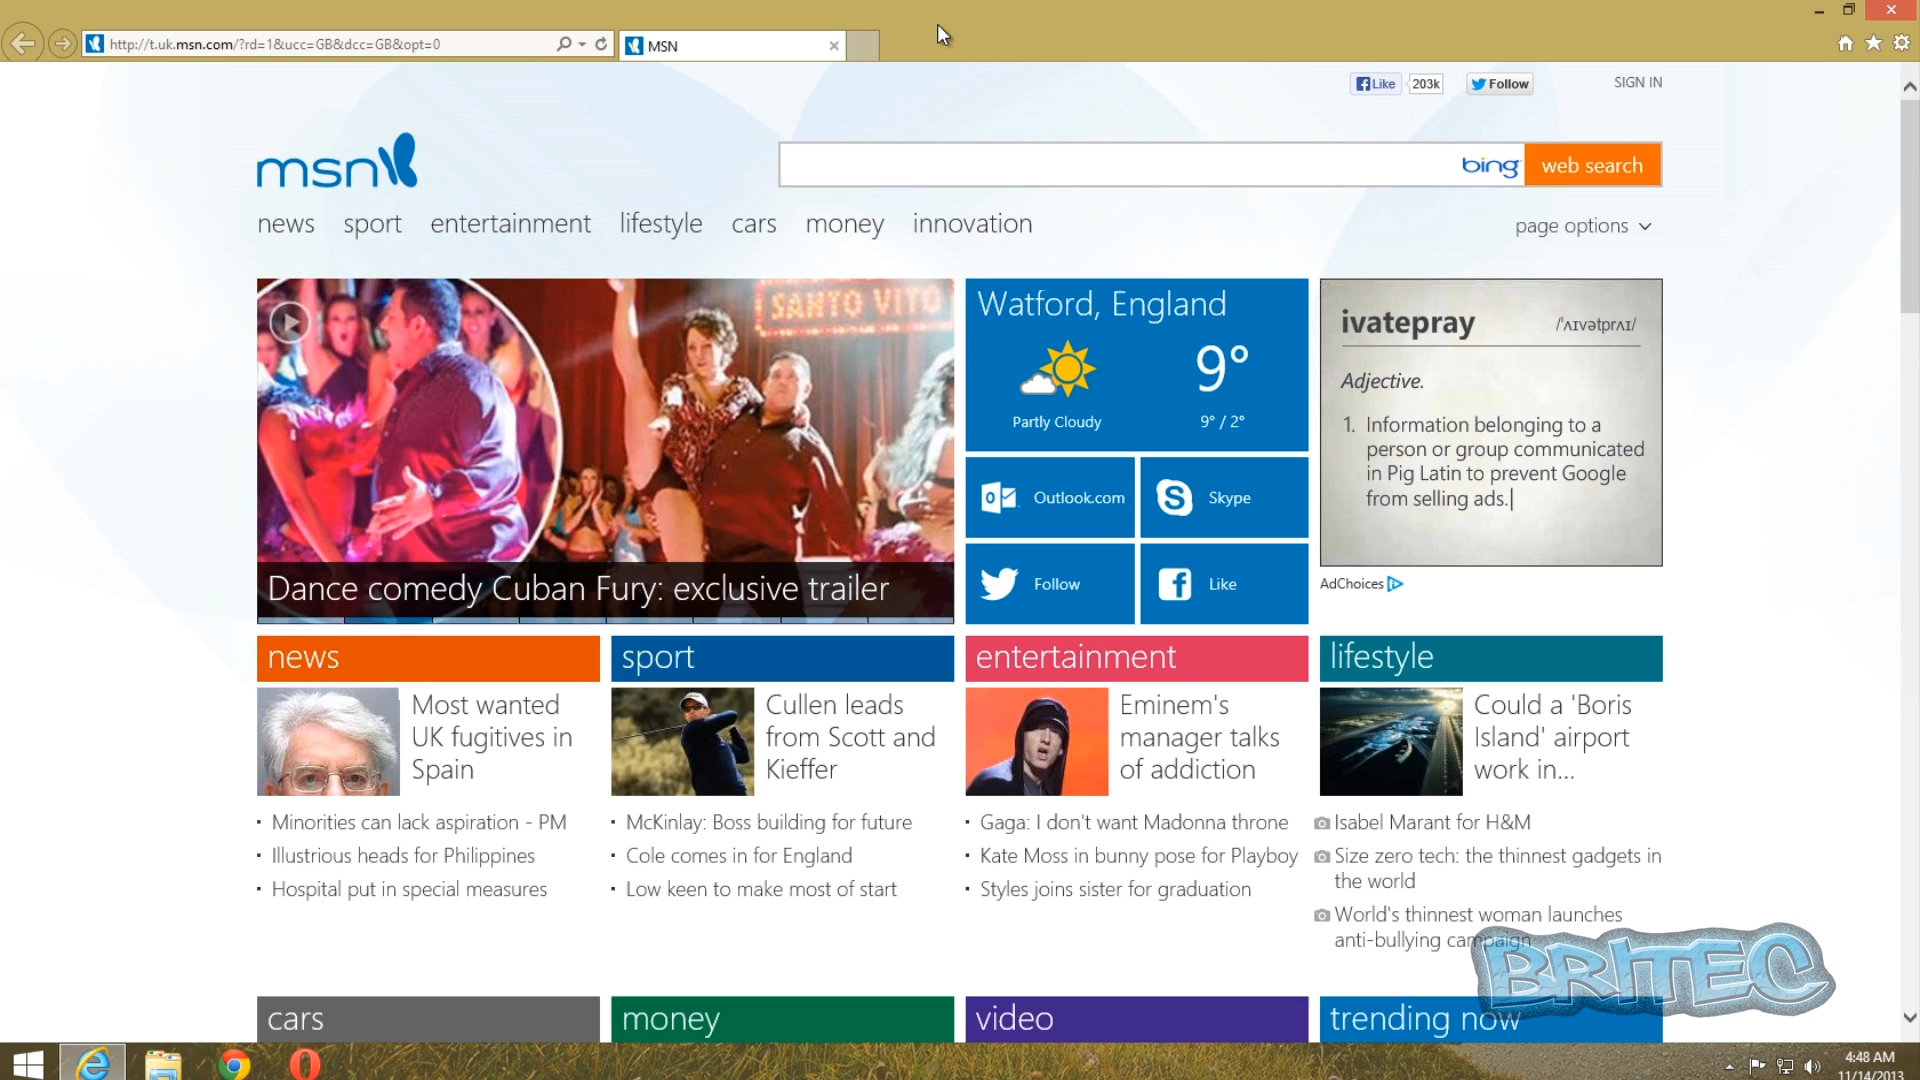 http://t.uk.msn.com/?rd=1&ucc=GB&dcc=GB&opt=0
MSN
Like
203k
Follow
SIGN IN
msn
bing
web search
news
sport
entertainment
lifestyle
cars
money
innovation
page options
SANTO VITO
Dance comedy Cuban Fury: exclusive trailer
Watford, England
9°
Partly Cloudy
9° / 2°
Outlook.com
Skype
Follow
Like
ivatepray
/'ʌɪvətprʌɪ/
Adjective.
1. Information belonging to a
person or group communicated
in Pig Latin to prevent Google
from selling ads.
AdChoices
news
Most wanted
UK fugitives in
Spain
Minorities can lack aspiration - PM
Illustrious heads for Philippines
Hospital put in special measures
sport
Cullen leads
from Scott and
Kieffer
McKinlay: Boss building for future
Cole comes in for England
Low keen to make most of start
entertainment
Eminem's
manager talks
of addiction
Gaga: I don't want Madonna throne
Kate Moss in bunny pose for Playboy
Styles joins sister for graduation
lifestyle
Could a 'Boris
Island' airport
work in...
Isabel Marant for H&M
Size zero tech: the thinnest gadgets in
the world
World's thinnest woman launches
anti-bullying campaign
BRITEC
cars
money
video
trending now
4:48 AM
11/14/2013